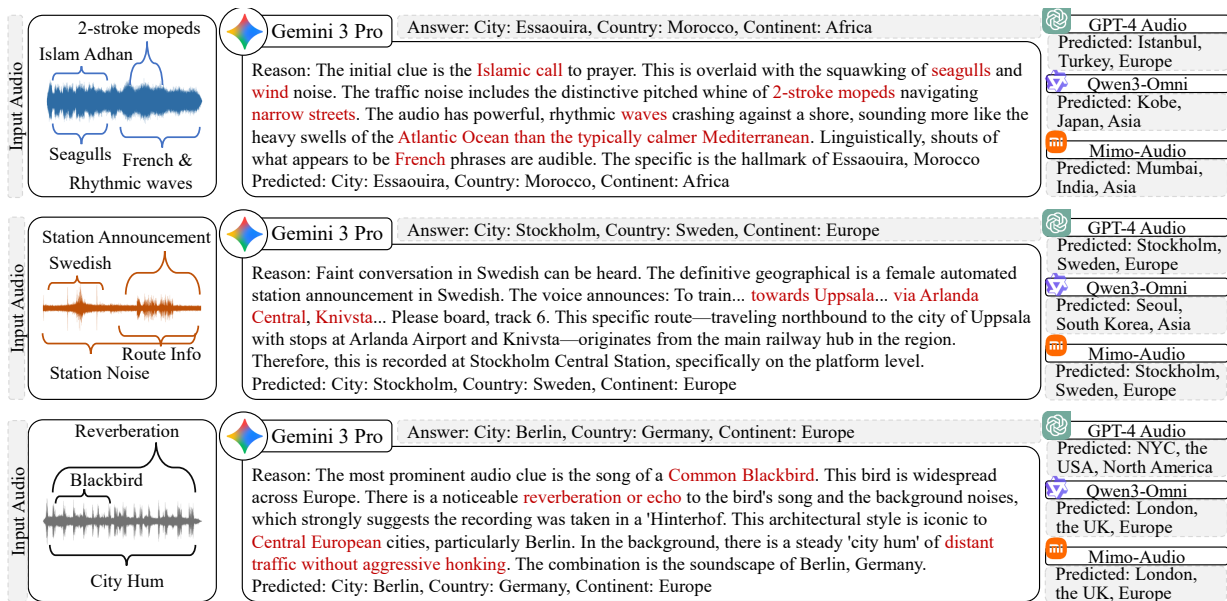 Input Audio
2-stroke mopeds
Islam Adhan
Seagulls
French &
Rhythmic waves
Gemini 3 Pro
Answer: City: Essaouira, Country: Morocco, Continent: Africa
Reason: The initial clue is the Islamic call to prayer. This is overlaid with the squawking of seagulls and
wind noise. The traffic noise includes the distinctive pitched whine of 2-stroke mopeds navigating
narrow streets. The audio has powerful, rhythmic waves crashing against a shore, sounding more like the
heavy swells of the Atlantic Ocean than the typically calmer Mediterranean. Linguistically, shouts of
what appears to be French phrases are audible. The specific is the hallmark of Essaouira, Morocco
Predicted: City: Essaouira, Country: Morocco, Continent: Africa
GPT-4 Audio
Predicted: Istanbul,
Turkey, Europe
Qwen3-Omni
Predicted: Kobe,
Japan, Asia
mi
Mimo-Audio
Predicted: Mumbai,
India, Asia
Input Audio
Station Announcement
Swedish
Route Info
Station Noise
Gemini 3 Pro
Answer: City: Stockholm, Country: Sweden, Continent: Europe
Reason: Faint conversation in Swedish can be heard. The definitive geographical is a female automated
station announcement in Swedish. The voice announces: To train... towards Uppsala... via Arlanda
Central, Knivsta... Please board, track 6. This specific route—traveling northbound to the city of Uppsala
with stops at Arlanda Airport and Knivsta—originates from the main railway hub in the region.
Therefore, this is recorded at Stockholm Central Station, specifically on the platform level.
Predicted: City: Stockholm, Country: Sweden, Continent: Europe
GPT-4 Audio
Predicted: Stockholm,
Sweden, Europe
Qwen3-Omni
Predicted: Seoul,
South Korea, Asia
mi
Mimo-Audio
Predicted: Stockholm,
Sweden, Europe
Input Audio
Reverberation
Blackbird
City Hum
Gemini 3 Pro
Answer: City: Berlin, Country: Germany, Continent: Europe
Reason: The most prominent audio clue is the song of a Common Blackbird. This bird is widespread
across Europe. There is a noticeable reverberation or echo to the bird's song and the background noises,
which strongly suggests the recording was taken in a 'Hinterhof. This architectural style is iconic to
Central European cities, particularly Berlin. In the background, there is a steady 'city hum' of distant
traffic without aggressive honking. The combination is the soundscape of Berlin, Germany.
Predicted: City: Berlin, Country: Germany, Continent: Europe
GPT-4 Audio
Predicted: NYC, the
USA, North America
Qwen3-Omni
Predicted: London,
the UK, Europe
mi
Mimo-Audio
Predicted: London,
the UK, Europe